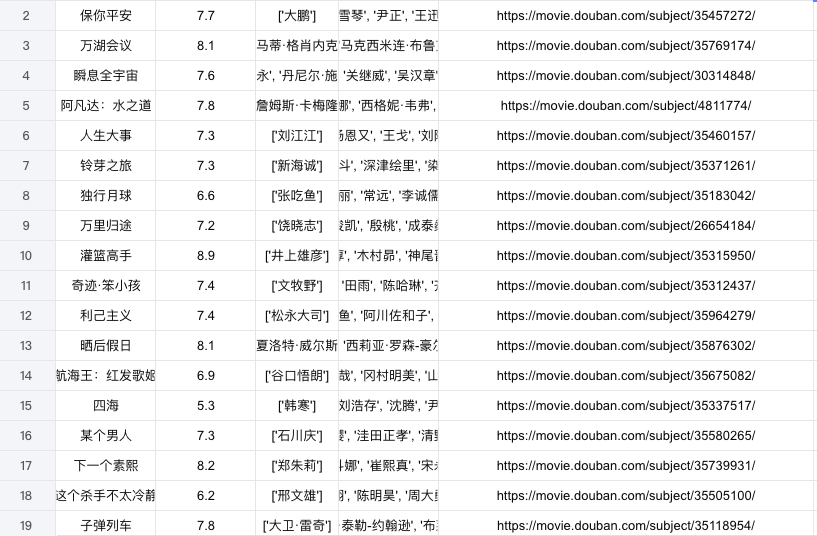 2 保你平安 7.7 ['大鹏'] 雪琴', '尹正', '王迅 https://movie.douban.com/subject/35457272/
3 万湖会议 8.1 马蒂·格肖内克 马克西米连·布鲁 https://movie.douban.com/subject/35769174/
4 瞬息全宇宙 7.6 永', '丹尼尔·施 '关继威', '吴汉章' https://movie.douban.com/subject/30314848/
5 阿凡达：水之道 7.8 詹姆斯·卡梅隆 娜', '西格妮·韦弗', https://movie.douban.com/subject/4811774/
6 人生大事 7.3 ['刘江江'] 恩又', '王戈', '刘 https://movie.douban.com/subject/35460157/
7 铃芽之旅 7.3 ['新海诚'] 斗', '深津绘里', '染 https://movie.douban.com/subject/35371261/
8 独行月球 6.6 ['张吃鱼'] 丽', '常远', '李诚儒 https://movie.douban.com/subject/35183042/
9 万里归途 7.2 ['饶晓志'] 凯', '殷桃', '成泰 https://movie.douban.com/subject/26654184/
10 灌篮高手 8.9 ['井上雄彦'] ', '木村昴', '神尾 https://movie.douban.com/subject/35315950/
11 奇迹·笨小孩 7.4 ['文牧野'] '田雨', '陈哈琳', ' https://movie.douban.com/subject/35312437/
12 利己主义 7.4 ['松永大司'] 鱼', '阿川佐和子', https://movie.douban.com/subject/35964279/
13 晒后假日 8.1 夏洛特·威尔斯 '西莉亚·罗森-豪尔 https://movie.douban.com/subject/35876302/
14 航海王：红发歌姬 6.9 ['谷口悟朗'] 哉', '冈村明美', '山 https://movie.douban.com/subject/35675082/
15 四海 5.3 ['韩寒'] 刘浩存', '沈腾', '尹 https://movie.douban.com/subject/35337517/
16 某个男人 7.3 ['石川庆'] ', '洼田正孝', '清野 https://movie.douban.com/subject/35580265/
17 下一个素熙 8.2 ['郑朱莉'] 娜', '崔熙真', '宋 https://movie.douban.com/subject/35739931/
18 这个杀手不太冷静 6.2 ['邢文雄'] ', '陈明昊', '周大 https://movie.douban.com/subject/35505100/
19 子弹列车 7.8 ['大卫·雷奇'] 泰勒-约翰逊', '布 https://movie.douban.com/subject/35118954/